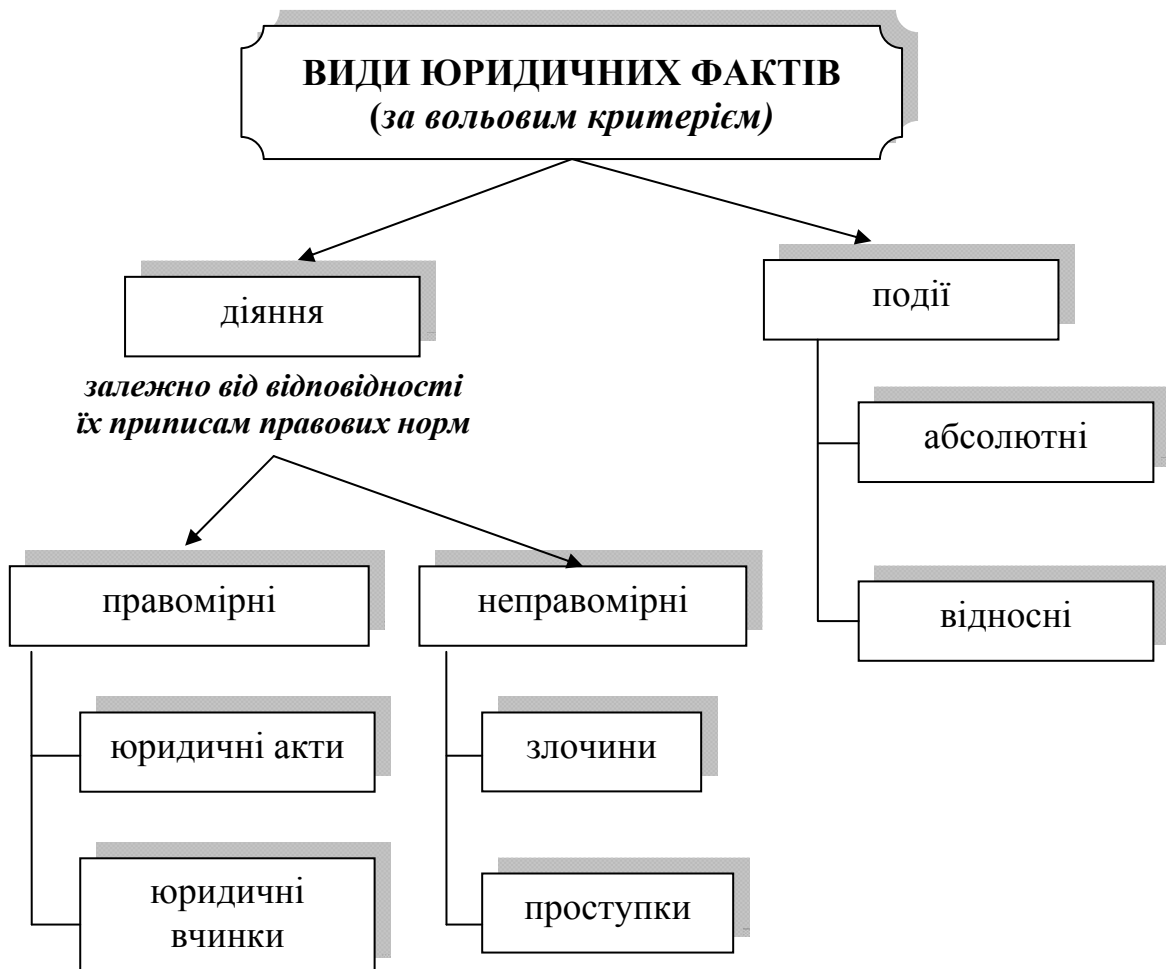 ВИДИ ЮРИДИЧНИХ ФАКТІВ
(за вольовим критерієм)
діяння
події
залежно від відповідності
їх приписам правових норм
абсолютні
правомірні
неправомірні
відносні
юридичні акти
злочини
юридичні
вчинки
проступки